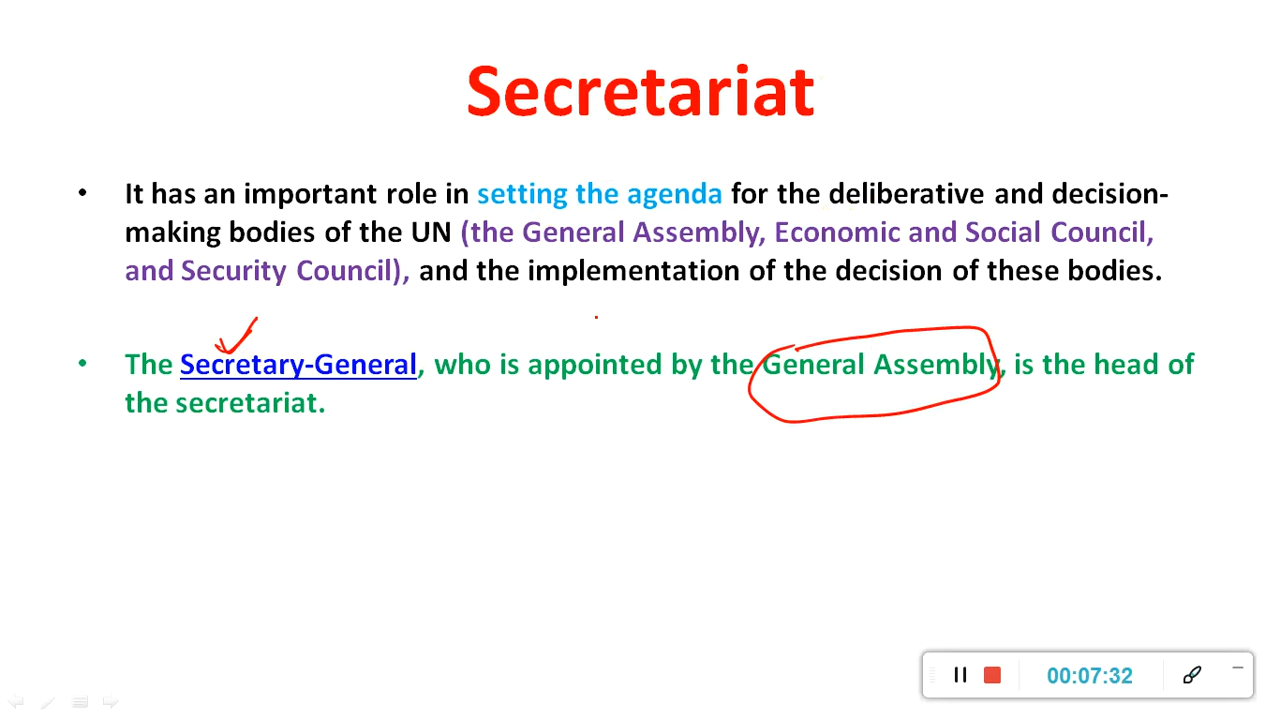 Secretariat
• It has an important role in setting the agenda for the deliberative and decision-
making bodies of the UN (the General Assembly, Economic and Social Council,
and Security Council), and the implementation of the decision of these bodies.
• The Secretary-General, who is appointed by the General Assembly, is the head of
the secretariat.
00:07:32